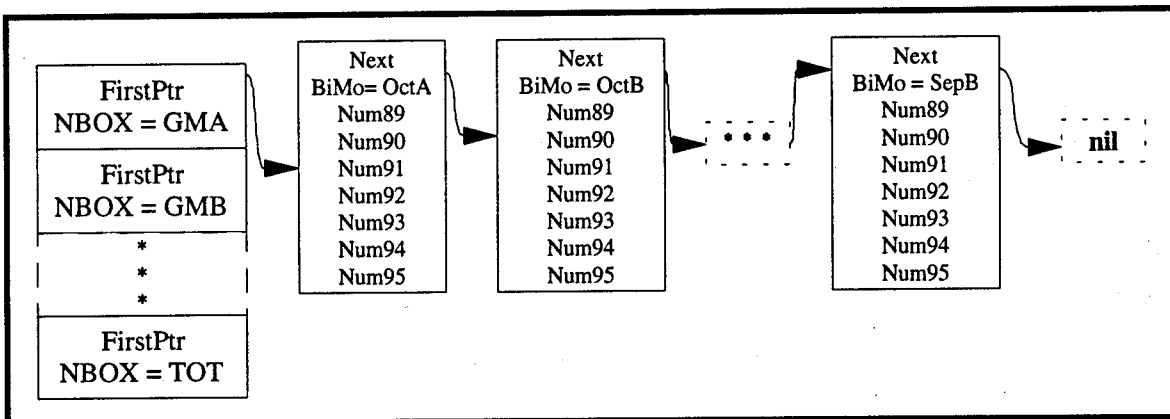 FirstPtr
NBOX = GMA
FirstPtr
NBOX = GMB
*
*
*
FirstPtr
NBOX = TOT
Next
BiMo= OctA
Num89
Num90
Num91
Num92
Num93
Num94
Num95
Next
BiMo = OctB
Num89
Num90
Num91
Num92
Num93
Num94
Num95
* * *
Next
BiMo = SepB
Num89
Num90
Num91
Num92
Num93
Num94
Num95
nil